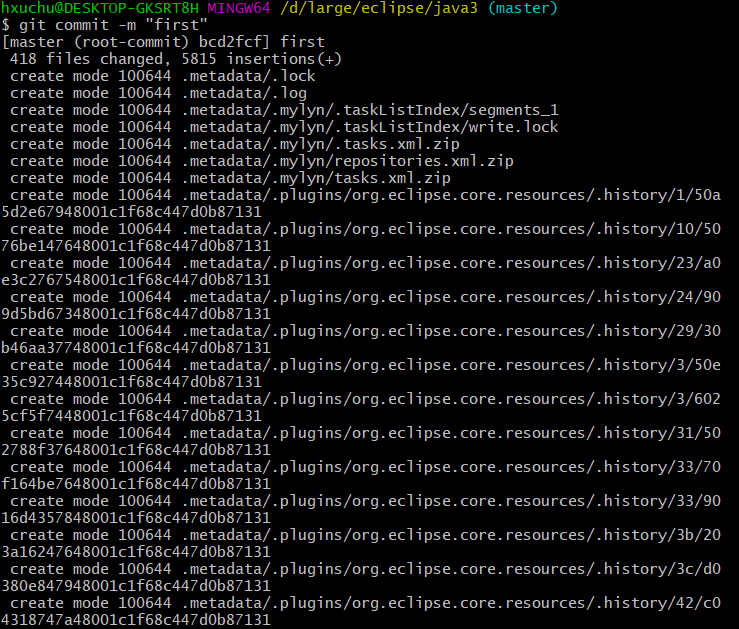 hxuchu@DESKTOP-GKSRT8H MINGW64 /d/large/eclipse/java3 (master)
$ git commit -m "first"
[master (root-commit) bcd2fcf] first
 418 files changed, 5815 insertions(+)
 create mode 100644 .metadata/.lock
 create mode 100644 .metadata/.log
 create mode 100644 .metadata/.mylyn/.taskListIndex/segments_1
 create mode 100644 .metadata/.mylyn/.taskListIndex/write.lock
 create mode 100644 .metadata/.mylyn/.tasks.xml.zip
 create mode 100644 .metadata/.mylyn/repositories.xml.zip
 create mode 100644 .metadata/.mylyn/tasks.xml.zip
 create mode 100644 .metadata/.plugins/org.eclipse.core.resources/.history/1/50a
5d2e67948001c1f68c447d0b87131
 create mode 100644 .metadata/.plugins/org.eclipse.core.resources/.history/10/50
76be147648001c1f68c447d0b87131
 create mode 100644 .metadata/.plugins/org.eclipse.core.resources/.history/23/a0
e3c2767548001c1f68c447d0b87131
 create mode 100644 .metadata/.plugins/org.eclipse.core.resources/.history/24/90
9d5bd67348001c1f68c447d0b87131
 create mode 100644 .metadata/.plugins/org.eclipse.core.resources/.history/29/30
b46aa37748001c1f68c447d0b87131
 create mode 100644 .metadata/.plugins/org.eclipse.core.resources/.history/3/50e
35c927448001c1f68c447d0b87131
 create mode 100644 .metadata/.plugins/org.eclipse.core.resources/.history/3/602
5cf5f7448001c1f68c447d0b87131
 create mode 100644 .metadata/.plugins/org.eclipse.core.resources/.history/31/50
2788f37648001c1f68c447d0b87131
 create mode 100644 .metadata/.plugins/org.eclipse.core.resources/.history/33/70
f164be7648001c1f68c447d0b87131
 create mode 100644 .metadata/.plugins/org.eclipse.core.resources/.history/33/90
16d4357848001c1f68c447d0b87131
 create mode 100644 .metadata/.plugins/org.eclipse.core.resources/.history/3b/20
3a16247648001c1f68c447d0b87131
 create mode 100644 .metadata/.plugins/org.eclipse.core.resources/.history/3c/d0
380e847948001c1f68c447d0b87131
 create mode 100644 .metadata/.plugins/org.eclipse.core.resources/.history/42/c0
4318747a48001c1f68c447d0b87131